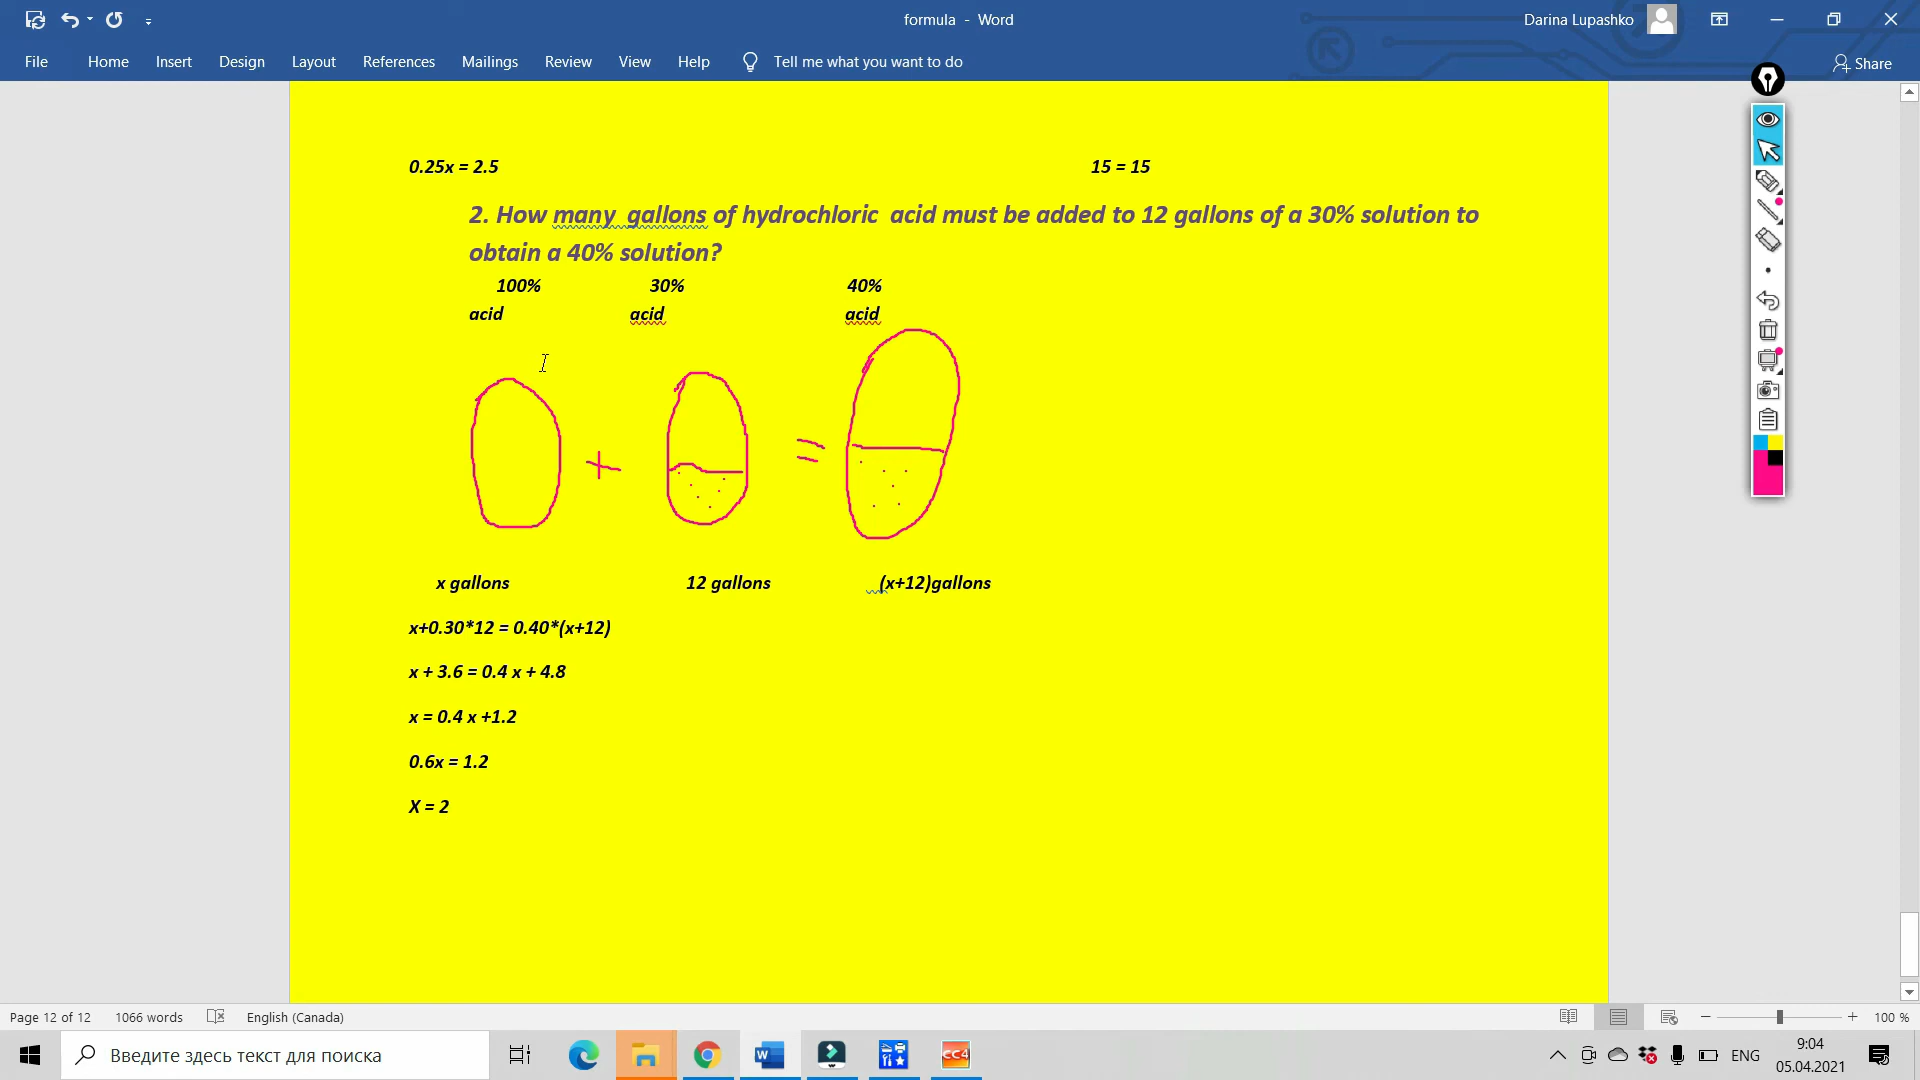 formula - Word
Darina Lupashko
File Home Insert Design Layout References Mailings Review View Help Tell me what you want to do
Share
0.25x = 2.5 15 = 15
2. How many gallons of hydrochloric acid must be added to 12 gallons of a 30% solution to
obtain a 40% solution?
100% 30% 40%
acid acid acid
+ =
x gallons 12 gallons (x+12)gallons
x+0.30*12 = 0.40*(x+12)
x + 3.6 = 0.4 x + 4.8
x = 0.4 x +1.2
0.6x = 1.2
X = 2
Page 12 of 12 1066 words English (Canada) 100 %
Введите здесь текст для поиска
CC4
ENG
9:04
05.04.2021